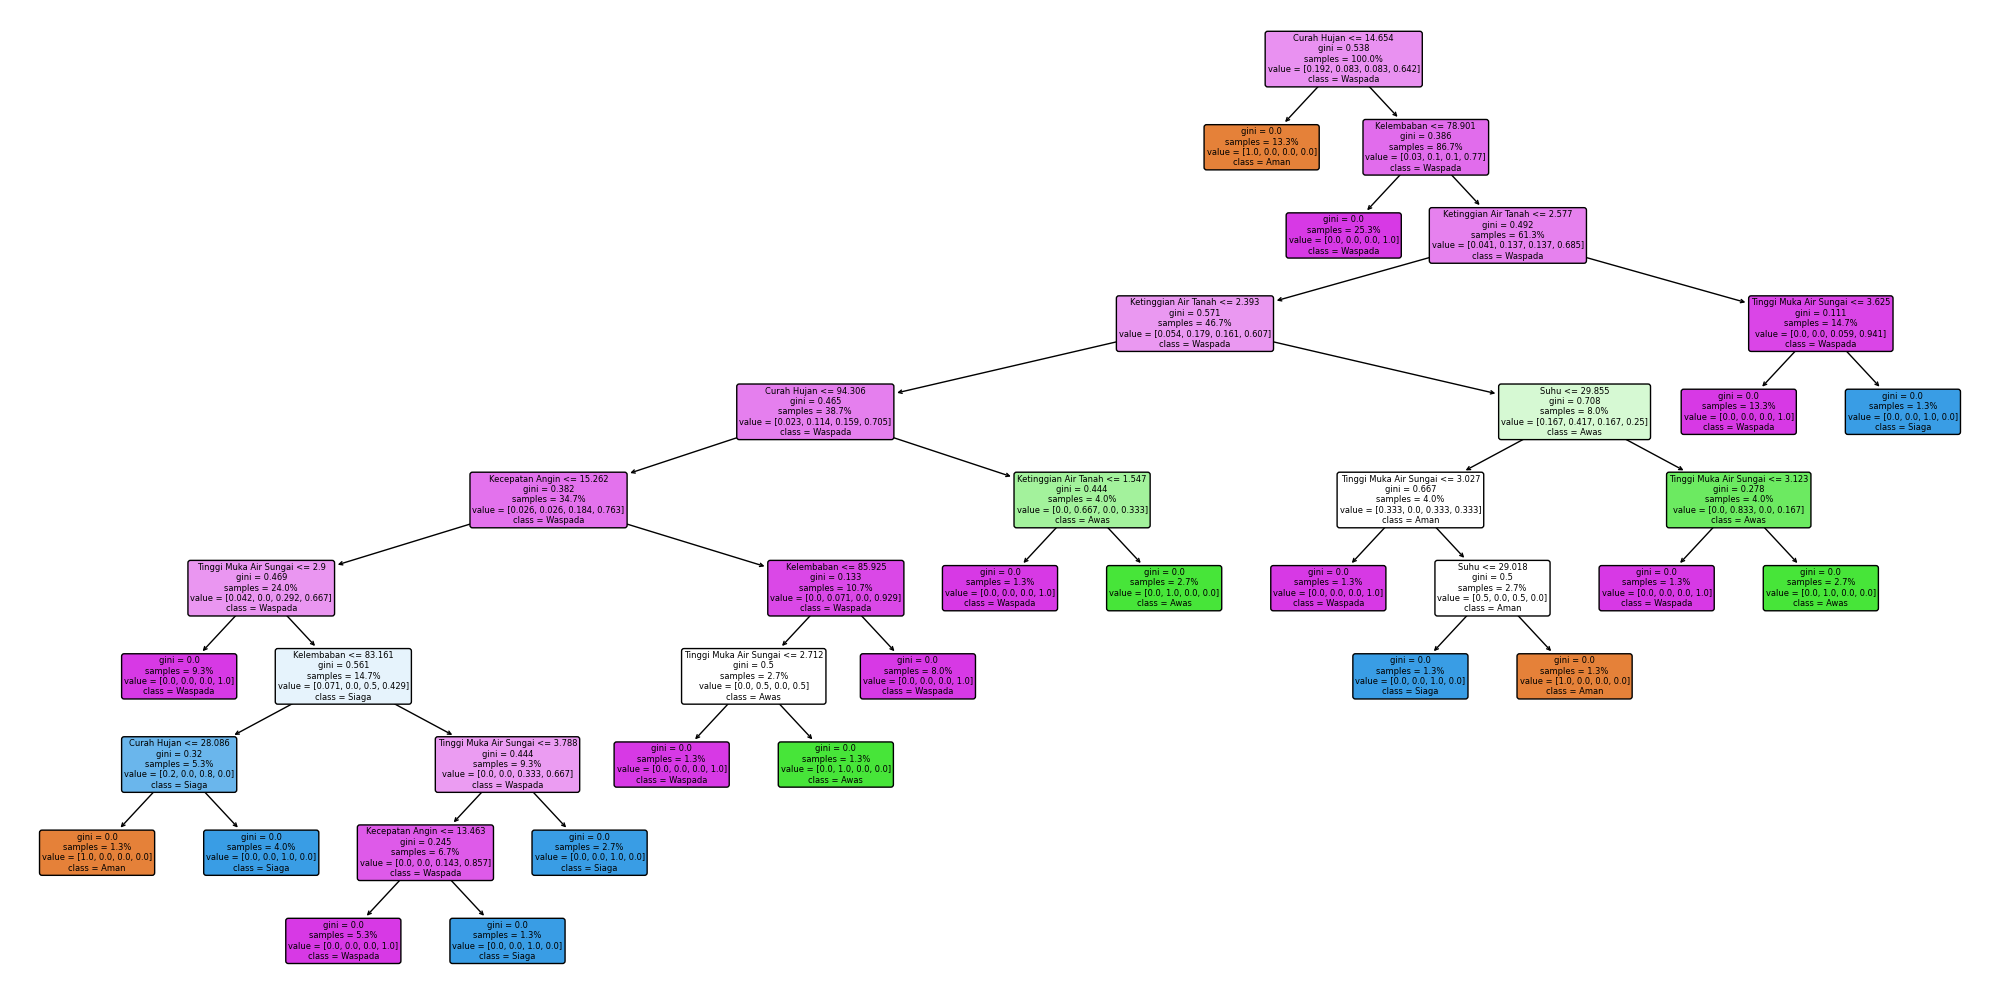 Curah Hujan <= 14.654
gini = 0.538
samples = 100.0%
value = [0.192, 0.083, 0.083, 0.642]
class = Waspada
gini = 0.0
samples = 13.3%
value = [1.0, 0.0, 0.0, 0.0]
class = Aman
Kelembaban <= 78.901
gini = 0.386
samples = 86.7%
value = [0.03, 0.1, 0.1, 0.77]
class = Waspada
gini = 0.0
samples = 25.3%
value = [0.0, 0.0, 0.0, 1.0]
class = Waspada
Ketinggian Air Tanah <= 2.577
gini = 0.492
samples = 61.3%
value = [0.041, 0.137, 0.137, 0.685]
class = Waspada
Ketinggian Air Tanah <= 2.393
gini = 0.571
samples = 46.7%
value = [0.054, 0.179, 0.161, 0.607]
class = Waspada
Tinggi Muka Air Sungai <= 3.625
gini = 0.111
samples = 14.7%
value = [0.0, 0.0, 0.059, 0.941]
class = Waspada
Curah Hujan <= 94.306
gini = 0.465
samples = 38.7%
value = [0.023, 0.114, 0.159, 0.705]
class = Waspada
Suhu <= 29.855
gini = 0.708
samples = 8.0%
value = [0.167, 0.417, 0.167, 0.25]
class = Awas
gini = 0.0
samples = 13.3%
value = [0.0, 0.0, 0.0, 1.0]
class = Waspada
gini = 0.0
samples = 1.3%
value = [0.0, 0.0, 1.0, 0.0]
class = Siaga
Kecepatan Angin <= 15.262
gini = 0.382
samples = 34.7%
value = [0.026, 0.026, 0.184, 0.763]
class = Waspada
Ketinggian Air Tanah <= 1.547
gini = 0.444
samples = 4.0%
value = [0.0, 0.667, 0.0, 0.333]
class = Awas
Tinggi Muka Air Sungai <= 3.027
gini = 0.667
samples = 4.0%
value = [0.333, 0.0, 0.333, 0.333]
class = Aman
Tinggi Muka Air Sungai <= 3.123
gini = 0.278
samples = 4.0%
value = [0.0, 0.833, 0.0, 0.167]
class = Awas
Tinggi Muka Air Sungai <= 2.9
gini = 0.469
samples = 24.0%
value = [0.042, 0.0, 0.292, 0.667]
class = Waspada
Kelembaban <= 85.925
gini = 0.133
samples = 10.7%
value = [0.0, 0.071, 0.0, 0.929]
class = Waspada
gini = 0.0
samples = 1.3%
value = [0.0, 0.0, 0.0, 1.0]
class = Waspada
gini = 0.0
samples = 2.7%
value = [0.0, 1.0, 0.0, 0.0]
class = Awas
gini = 0.0
samples = 1.3%
value = [0.0, 0.0, 0.0, 1.0]
class = Waspada
Suhu <= 29.018
gini = 0.5
samples = 2.7%
value = [0.5, 0.0, 0.5, 0.0]
class = Aman
gini = 0.0
samples = 1.3%
value = [0.0, 0.0, 0.0, 1.0]
class = Waspada
gini = 0.0
samples = 2.7%
value = [0.0, 1.0, 0.0, 0.0]
class = Awas
gini = 0.0
samples = 9.3%
value = [0.0, 0.0, 0.0, 1.0]
class = Waspada
Kelembaban <= 83.161
gini = 0.561
samples = 14.7%
value = [0.071, 0.0, 0.5, 0.429]
class = Siaga
Tinggi Muka Air Sungai <= 2.712
gini = 0.5
samples = 2.7%
value = [0.0, 0.5, 0.0, 0.5]
class = Awas
gini = 0.0
samples = 8.0%
value = [0.0, 0.0, 0.0, 1.0]
class = Waspada
gini = 0.0
samples = 1.3%
value = [0.0, 0.0, 1.0, 0.0]
class = Siaga
gini = 0.0
samples = 1.3%
value = [1.0, 0.0, 0.0, 0.0]
class = Aman
Curah Hujan <= 28.086
gini = 0.32
samples = 5.3%
value = [0.2, 0.0, 0.8, 0.0]
class = Siaga
Tinggi Muka Air Sungai <= 3.788
gini = 0.444
samples = 9.3%
value = [0.0, 0.0, 0.333, 0.667]
class = Waspada
gini = 0.0
samples = 1.3%
value = [0.0, 0.0, 0.0, 1.0]
class = Waspada
gini = 0.0
samples = 1.3%
value = [0.0, 1.0, 0.0, 0.0]
class = Awas
gini = 0.0
samples = 1.3%
value = [1.0, 0.0, 0.0, 0.0]
class = Aman
gini = 0.0
samples = 4.0%
value = [0.0, 0.0, 1.0, 0.0]
class = Siaga
Kecepatan Angin <= 13.463
gini = 0.245
samples = 6.7%
value = [0.0, 0.0, 0.143, 0.857]
class = Waspada
gini = 0.0
samples = 2.7%
value = [0.0, 0.0, 1.0, 0.0]
class = Siaga
gini = 0.0
samples = 5.3%
value = [0.0, 0.0, 0.0, 1.0]
class = Waspada
gini = 0.0
samples = 1.3%
value = [0.0, 0.0, 1.0, 0.0]
class = Siaga